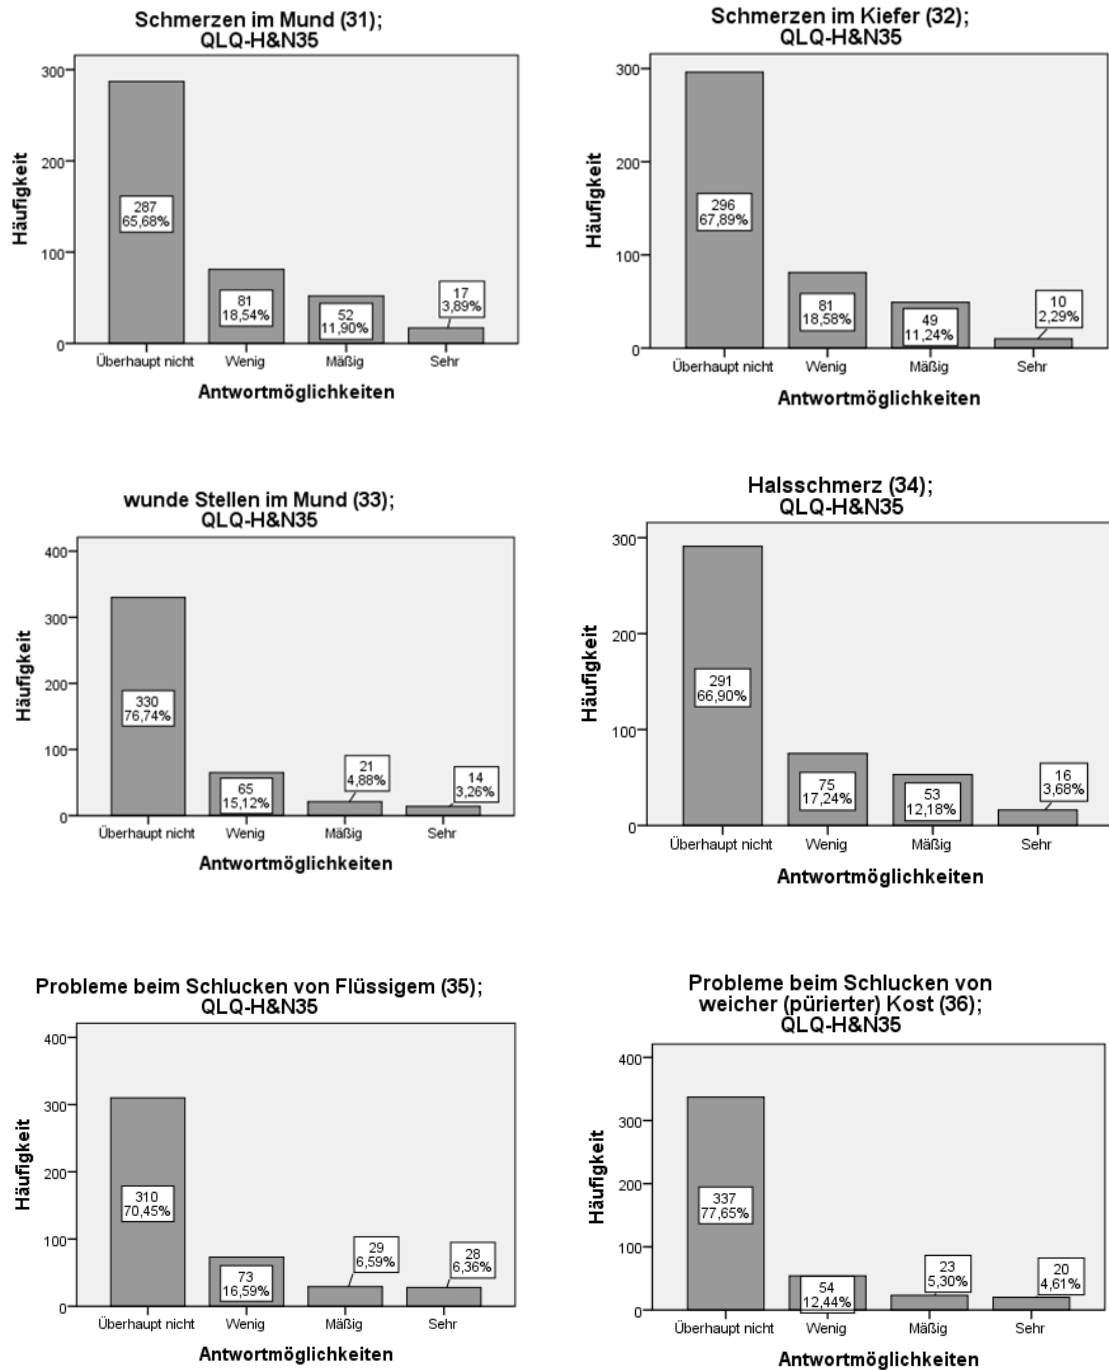 Schmerzen im Mund (31);
QLQ-H&N35
Häufigkeit
300
200
100
0
287
65,68%
81
18,54%
52
11,90%
17
3,89%
Überhaupt nicht
Wenig
Mäßig
Sehr
Antwortmöglichkeiten
Schmerzen im Kiefer (32);
QLQ-H&N35
Häufigkeit
300
200
100
0
296
67,89%
81
18,58%
49
11,24%
10
2,29%
Überhaupt nicht
Wenig
Mäßig
Sehr
Antwortmöglichkeiten
wunde Stellen im Mund (33);
QLQ-H&N35
Häufigkeit
400
300
200
100
0
330
76,74%
65
15,12%
21
4,88%
14
3,26%
Überhaupt nicht
Wenig
Mäßig
Sehr
Antwortmöglichkeiten
Halsschmerz (34);
QLQ-H&N35
Häufigkeit
300
200
100
0
291
66,90%
75
17,24%
53
12,18%
16
3,68%
Überhaupt nicht
Wenig
Mäßig
Sehr
Antwortmöglichkeiten
Probleme beim Schlucken von Flüssigem (35);
QLQ-H&N35
Häufigkeit
400
300
200
100
0
310
70,45%
73
16,59%
29
6,59%
28
6,36%
Überhaupt nicht
Wenig
Mäßig
Sehr
Antwortmöglichkeiten
Probleme beim Schlucken von
weicher (pürierter) Kost (36);
QLQ-H&N35
Häufigkeit
400
300
200
100
0
337
77,65%
54
12,44%
23
5,30%
20
4,61%
Überhaupt nicht
Wenig
Mäßig
Sehr
Antwortmöglichkeiten